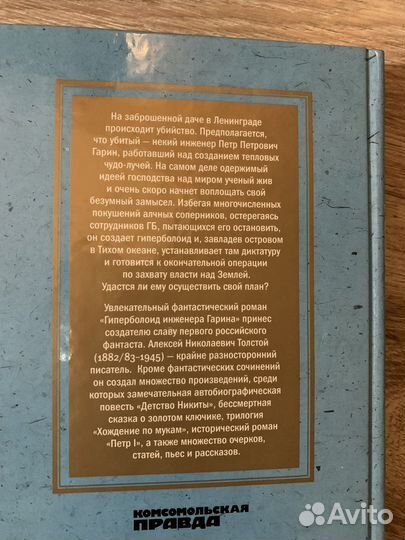 На заброшенной даче в Ленинграде
происходит убийство. Предполагается,
что убитый — некий инженер Петр Петрович
Гарин, работавший над созданием тепловых
чудо-лучей. На самом деле одержимый
идеей господства над миром ученый жив
и очень скоро начнет воплощать свой
безумный замысел. Избегая многочисленных
покушений алчных соперников, остерегаясь
сотрудников ГБ, пытающихся его остановить,
он создает гиперболоид и, завладев островом
в Тихом океане, устанавливает там диктатуру
и готовится к окончательной операции
по захвату власти над Землей.
Удастся ли ему осуществить свой план?
Увлекательный фантастический роман
«Гиперболоид инженера Гарина» принес
создателю славу первого российского
фантаста. Алексей Николаевич Толстой
(1882/83-1945) — крайне разносторонний
писатель. Кроме фантастических сочинений
он создал множество произведений, среди
которых замечательная автобиографическая
повесть «Детство Никиты», бессмертная
сказка о золотом ключике, трилогия
«Хождение по мукам», исторический роман
«Петр I», а также множество очерков,
статей, пьес и рассказов.
КОМСОМОЛЬСКАЯ
ПРАВДА
Avito